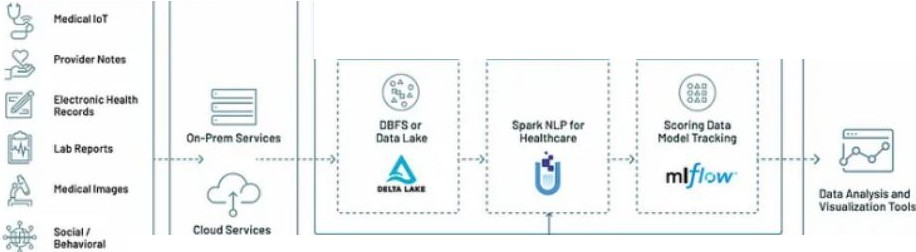 Medical IoT
Provider Notes
Electronic Health
Records
Lab Reports
Medical Images
Social /
Behavioral
On-Prem Services
Cloud Services
DBFS or
Data Lake
DELTA LAKE
Spark NLP for
Healthcare
Scoring Data
Model Tracking
mlflow
Data Analysis and
Visualization Tools